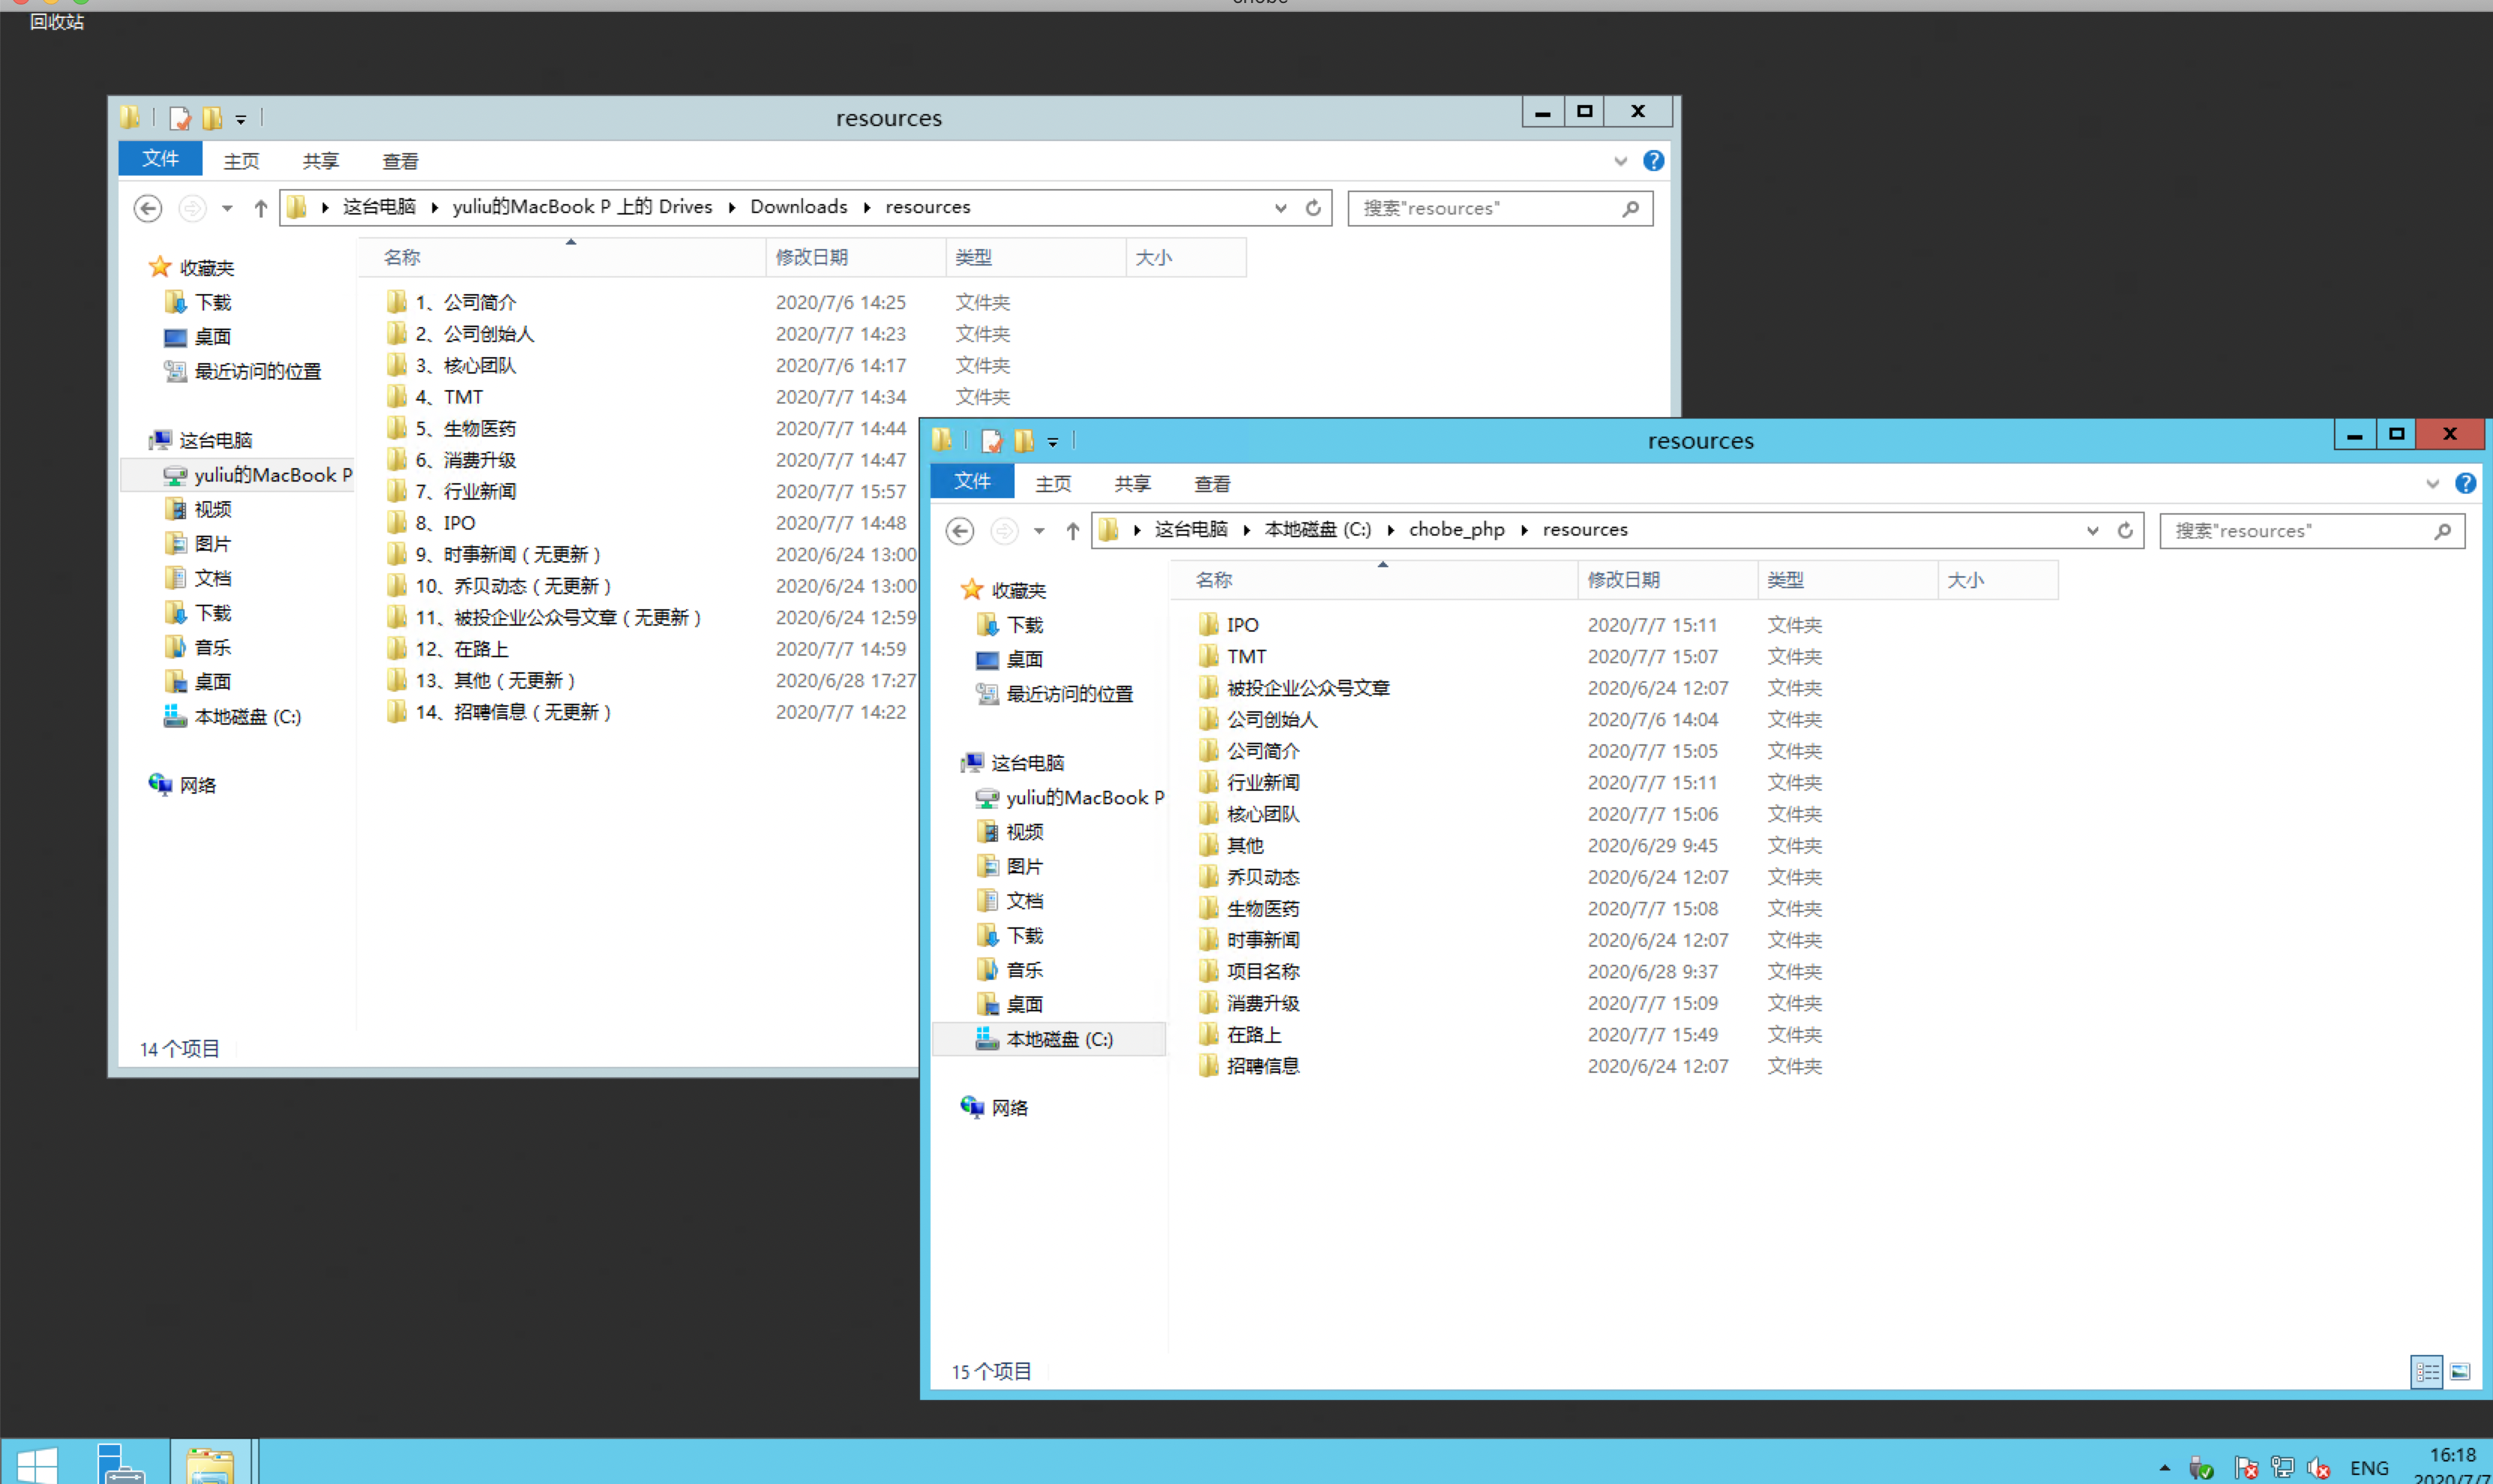 回收站
resources
文件 主页 共享 查看
这台电脑 yuliu的MacBook P 上的 Drives Downloads resources 搜索"resources"
名称 修改日期 类型 大小
收藏夹
下载
桌面
最近访问的位置
这台电脑
yuliu的MacBook P
视频
图片
文档
下载
音乐
桌面
本地磁盘 (C:)
网络
1、公司简介 2020/7/6 14:25 文件夹
2、公司创始人 2020/7/7 14:23 文件夹
3、核心团队 2020/7/6 14:17 文件夹
4、TMT 2020/7/7 14:34 文件夹
5、生物医药 2020/7/7 14:44
6、消费升级 2020/7/7 14:47
7、行业新闻 2020/7/7 15:57
8、IPO 2020/7/7 14:48
9、时事新闻（无更新） 2020/6/24 13:00
10、乔贝动态（无更新） 2020/6/24 13:00
11、被投企业公众号文章（无更新） 2020/6/24 12:59
12、在路上 2020/7/7 14:59
13、其他（无更新） 2020/6/28 17:27
14、招聘信息（无更新） 2020/7/7 14:22
14 个项目
resources
文件 主页 共享 查看
这台电脑 本地磁盘 (C:) chobe_php resources 搜索"resources"
名称 修改日期 类型 大小
收藏夹
下载
桌面
最近访问的位置
这台电脑
yuliu的MacBook P
视频
图片
文档
下载
音乐
桌面
本地磁盘 (C:)
网络
IPO 2020/7/7 15:11 文件夹
TMT 2020/7/7 15:07 文件夹
被投企业公众号文章 2020/6/24 12:07 文件夹
公司创始人 2020/7/6 14:04 文件夹
公司简介 2020/7/7 15:05 文件夹
行业新闻 2020/7/7 15:11 文件夹
核心团队 2020/7/7 15:06 文件夹
其他 2020/6/29 9:45 文件夹
乔贝动态 2020/6/24 12:07 文件夹
生物医药 2020/7/7 15:08 文件夹
时事新闻 2020/6/24 12:07 文件夹
项目名称 2020/6/28 9:37 文件夹
消费升级 2020/7/7 15:09 文件夹
在路上 2020/7/7 15:49 文件夹
招聘信息 2020/6/24 12:07 文件夹
15 个项目
ENG 16:18
2020/7/7